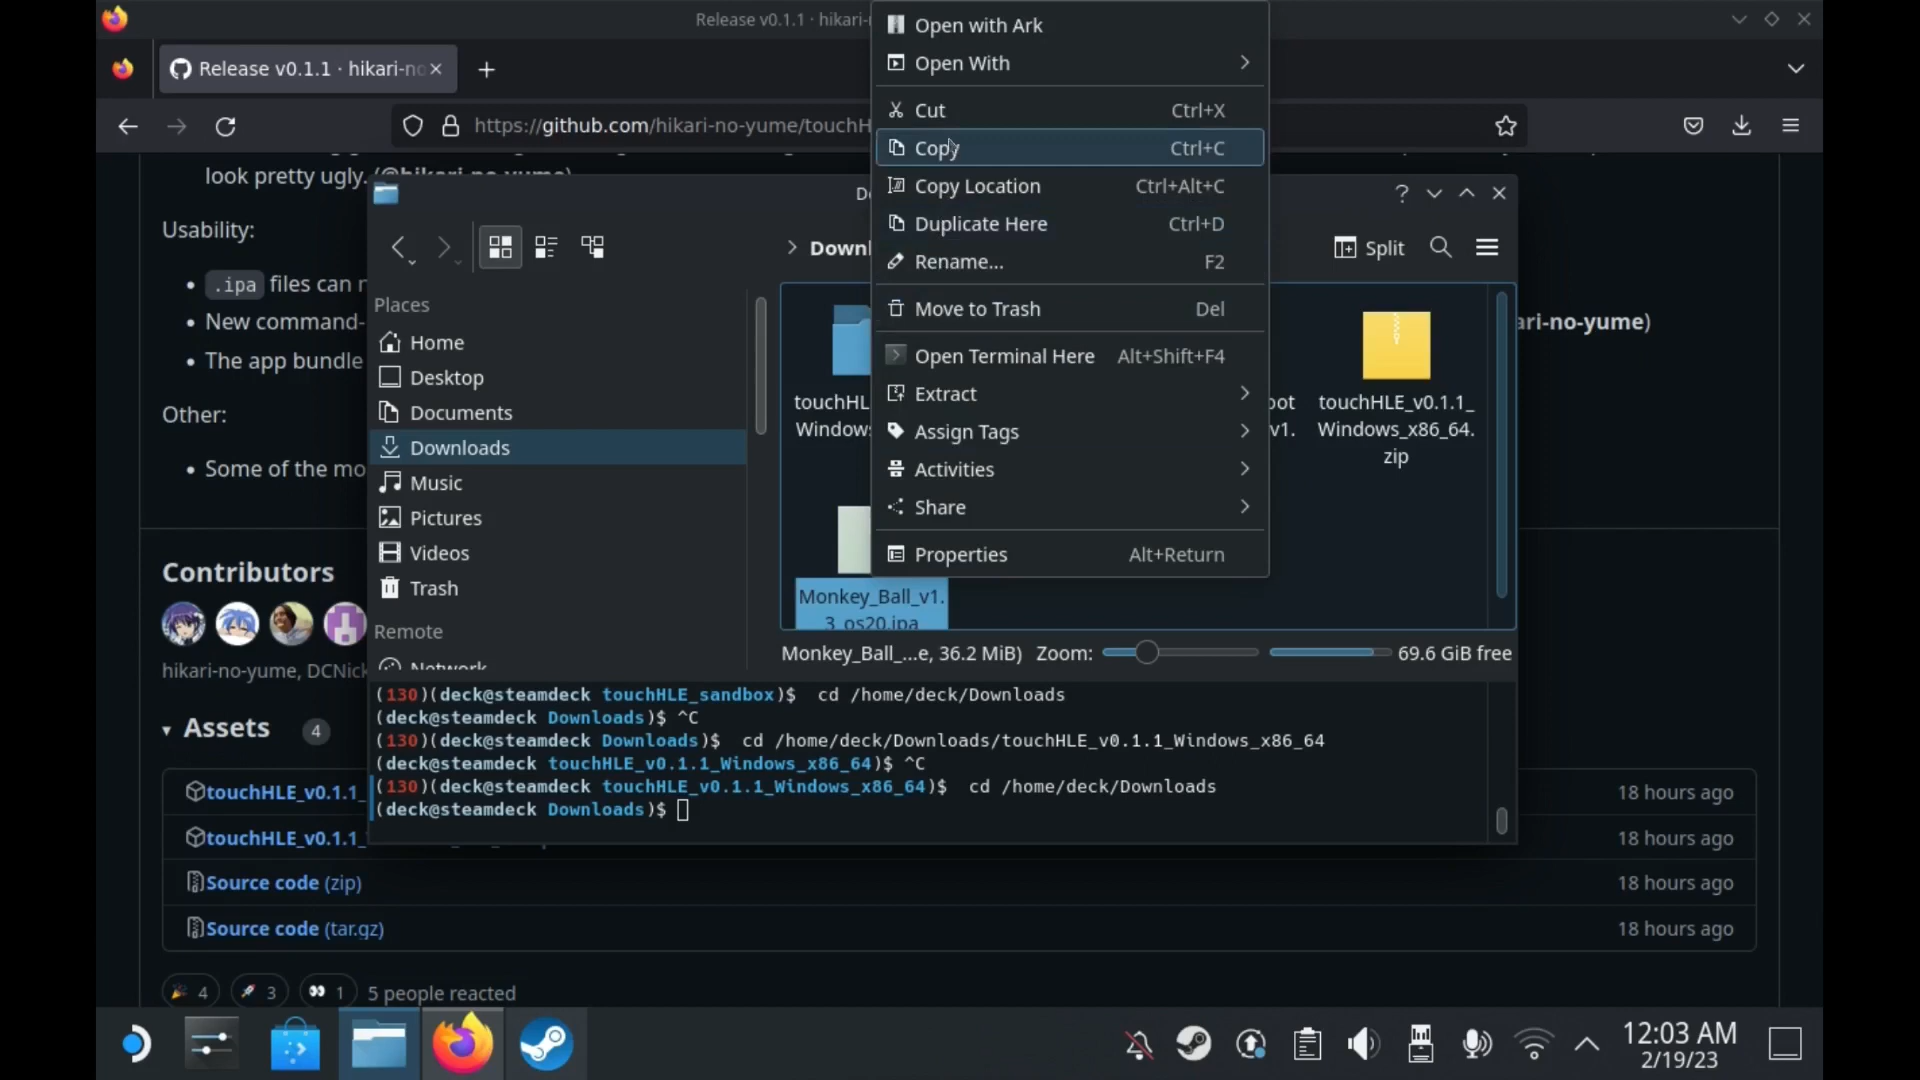 Release v0.1.1 · hikari-
Release v0.1.1 · hikari-no
https://github.com/hikari-no-yume/touchH
look pretty ugly. (@hikari-no-yume)
Usability:
.ipa files can n
New command-
ari-no-yume)
The app bundle
Other:
Some of the mo
Contributors
hikari-no-yume, DCNick
Assets 4
touchHLE_v0.1.1_
18 hours ago
touchHLE_v0.1.1_
18 hours ago
Source code (zip)
18 hours ago
Source code (tar.gz)
18 hours ago
4
3
1
5 people reacted
Do
?
Downl
Split
Places
Home
Desktop
Documents
Downloads
Music
Pictures
Videos
Trash
Remote
Network
touchHL
Window
bot
v1.
touchHLE_v0.1.1_
Windows_x86_64.
zip
Monkey_Ball_v1.
3_os20.ipa
Monkey_Ball_...e, 36.2 MiB)
Zoom:
69.6 GiB free
Open with Ark
Open With
Cut Ctrl+X
Copy Ctrl+C
Copy Location Ctrl+Alt+C
Duplicate Here Ctrl+D
Rename... F2
Move to Trash Del
Open Terminal Here Alt+Shift+F4
Extract
Assign Tags
Activities
Share
Properties Alt+Return
(130)(deck@steamdeck touchHLE_sandbox)$ cd /home/deck/Downloads
(deck@steamdeck Downloads)$ ^C
(130)(deck@steamdeck Downloads)$ cd /home/deck/Downloads/touchHLE_v0.1.1_Windows_x86_64
(deck@steamdeck touchHLE_v0.1.1_Windows_x86_64)$ ^C
(130)(deck@steamdeck touchHLE_v0.1.1_Windows_x86_64)$ cd /home/deck/Downloads
(deck@steamdeck Downloads)$
12:03 AM
2/19/23